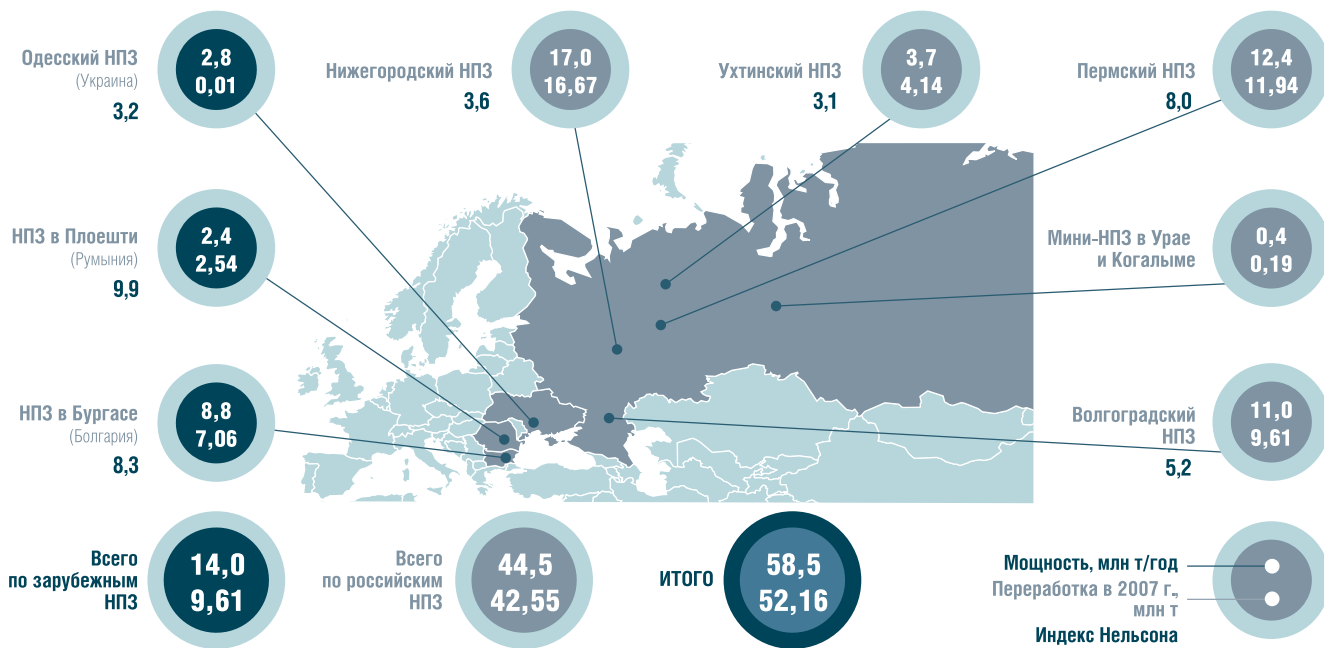 Одесский НПЗ
(Украина)
3,2
2,8
0,01
Нижегородский НПЗ
3,6
17,0
16,67
Ухтинский НПЗ
3,1
3,7
4,14
Пермский НПЗ
8,0
12,4
11,94
НПЗ в Плоешти
(Румыния)
9,9
2,4
2,54
Мини-НПЗ в Урае
и Когалыме
0,4
0,19
НПЗ в Бургасе
(Болгария)
8,3
8,8
7,06
Волгоградский
НПЗ
5,2
11,0
9,61
Всего
по зарубежным
НПЗ
14,0
9,61
Всего
по российским
НПЗ
44,5
42,55
ИТОГО
58,5
52,16
Мощность, млн т/год
Переработка в 2007 г.,
млн т
Индекс Нельсона